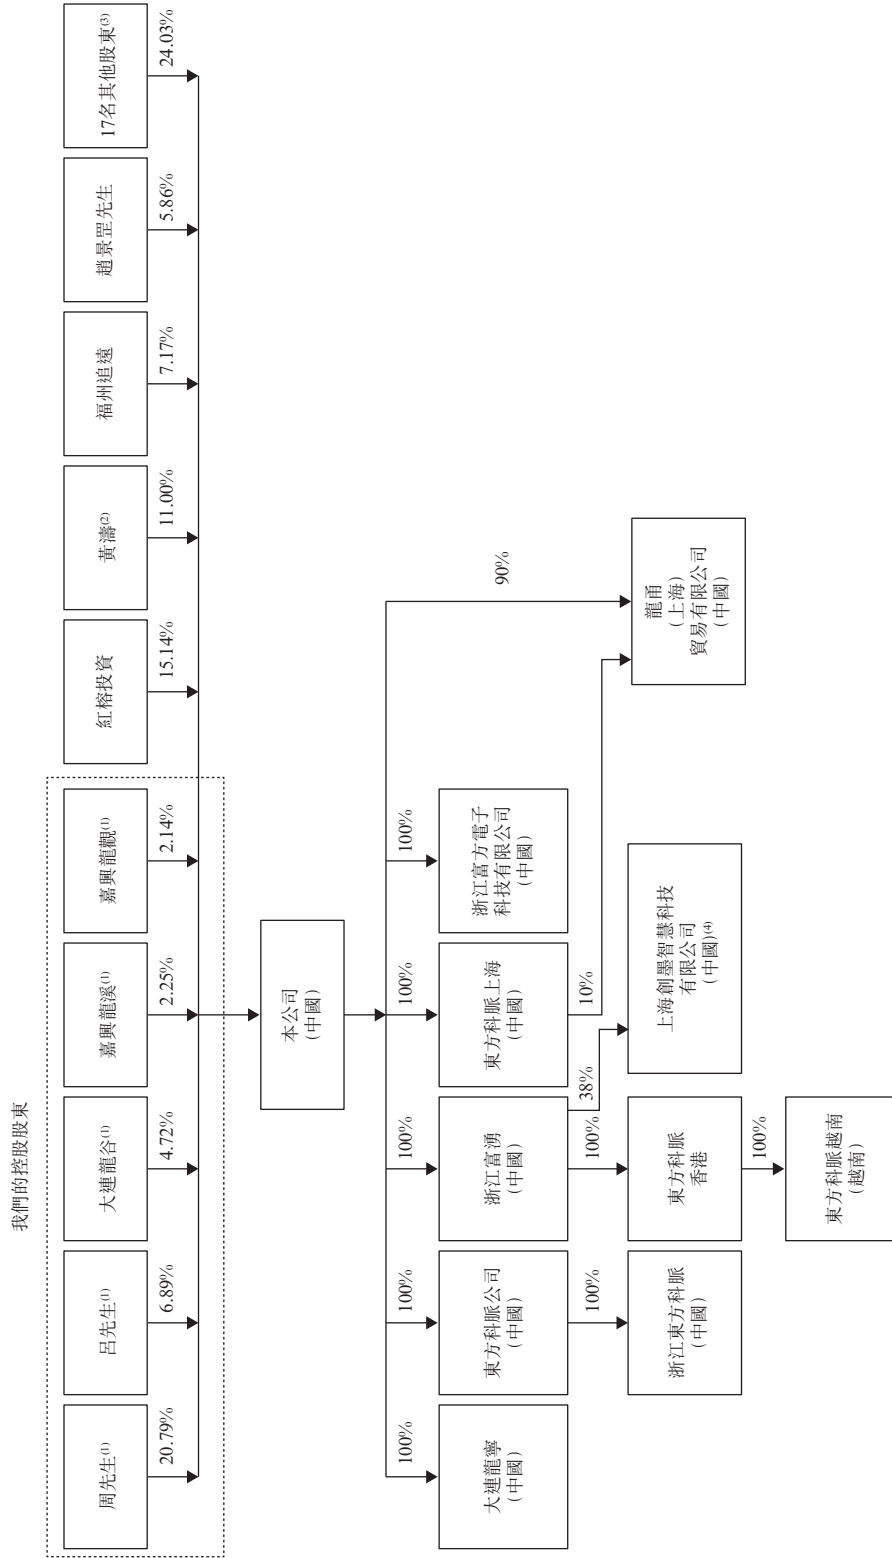 我們的控股股東
周先生(1)
呂先生(1)
大連龍谷(1)
嘉興龍溪(1)
嘉興龍觀(1)
紅榕投資
黃濤(2)
福州追遠
趙景罡先生
17名其他股東(3)
20.79%
6.89%
4.72%
2.25%
2.14%
15.14%
11.00%
7.17%
5.86%
24.03%
本公司
(中國)
100%
100%
100%
100%
100%
90%
大連龍寧
(中國)
東方科脈公司
(中國)
浙江富湧
(中國)
東方科脈上海
(中國)
浙江富方電子
科技有限公司
(中國)
100%
100%
38%
10%
浙江東方科脈
(中國)
東方科脈
香港
上海創墨智慧科技
有限公司
(中國)(4)
龍甬
(上海)
貿易有限公司
(中國)
100%
東方科脈越南
(越南)